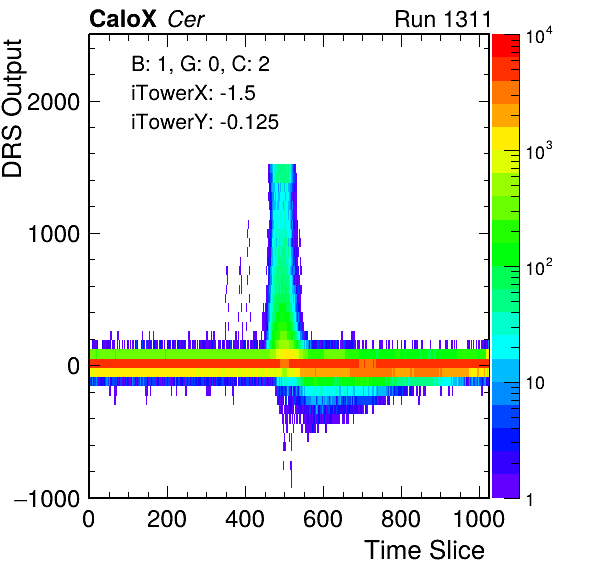 CaloX Cer Run 1311
B: 1, G: 0, C: 2
iTowerX: -1.5
iTowerY: -0.125
DRS Output
2000
1000
0
−1000
0 200 400 600 800 1000
Time Slice
10^4
10^3
10^2
10
1